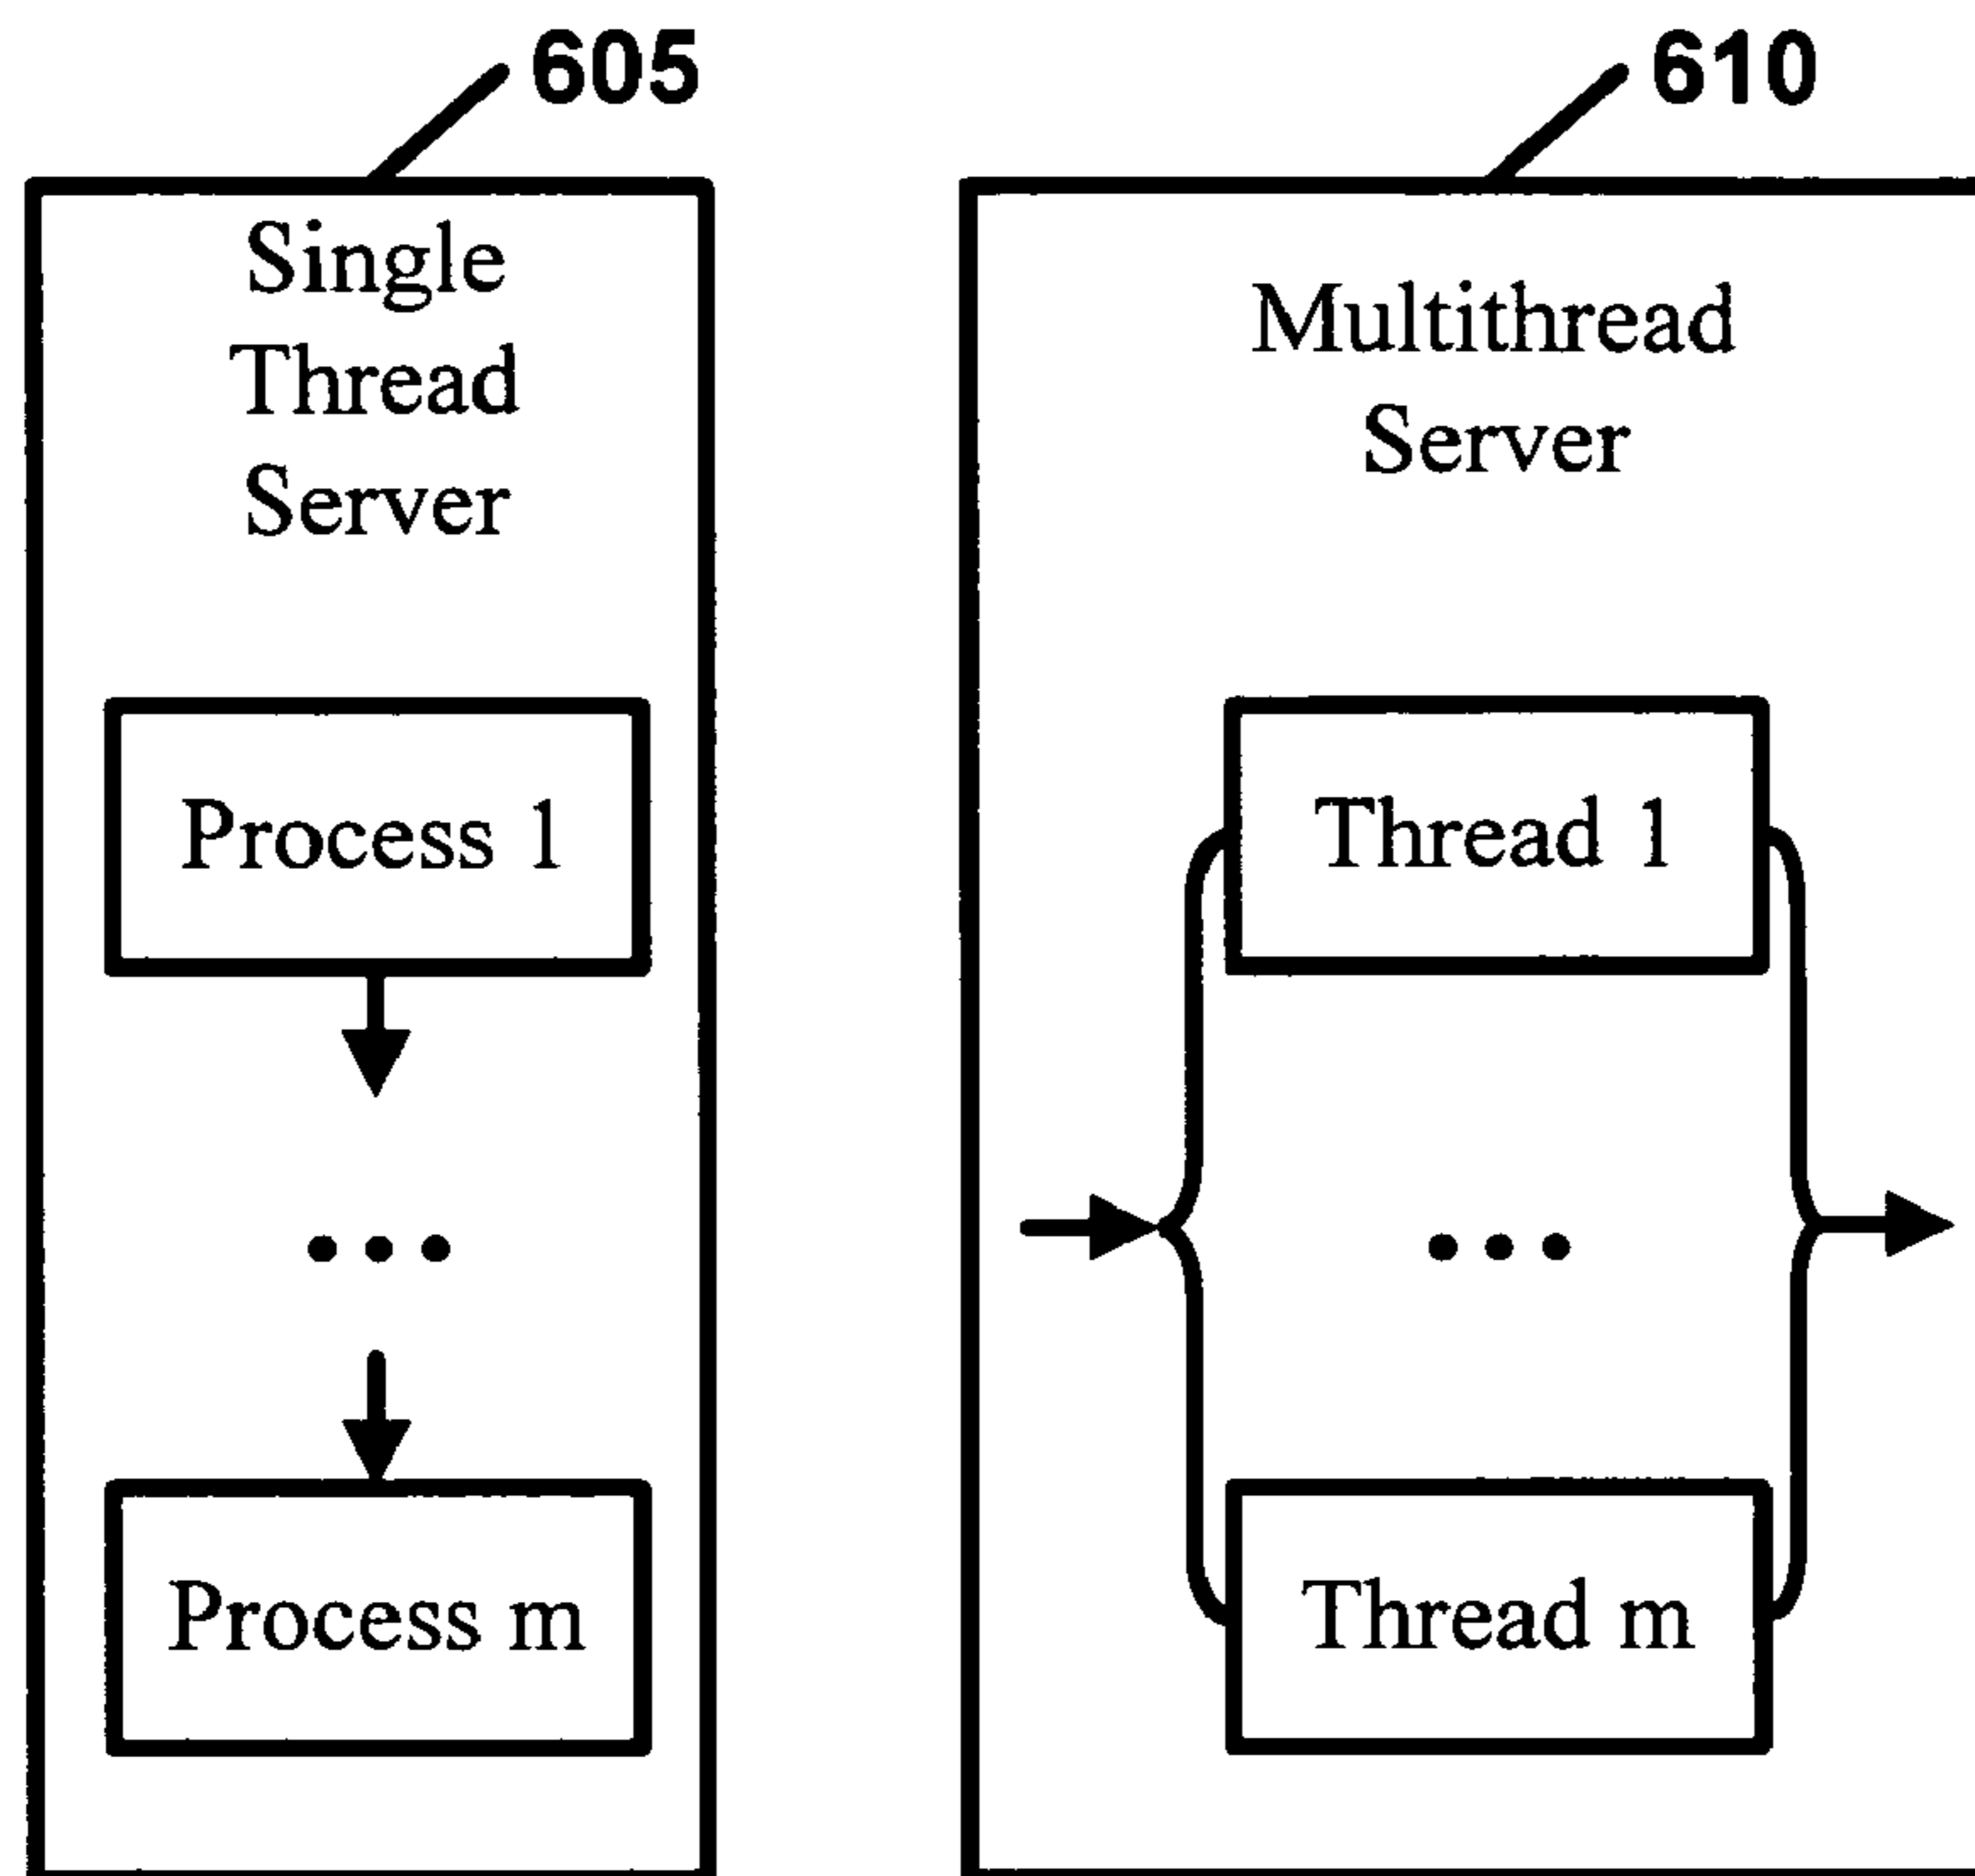 605
Single
Thread
Server
Process 1
...
Process m
610
Multithread
Server
Thread 1
...
Thread m